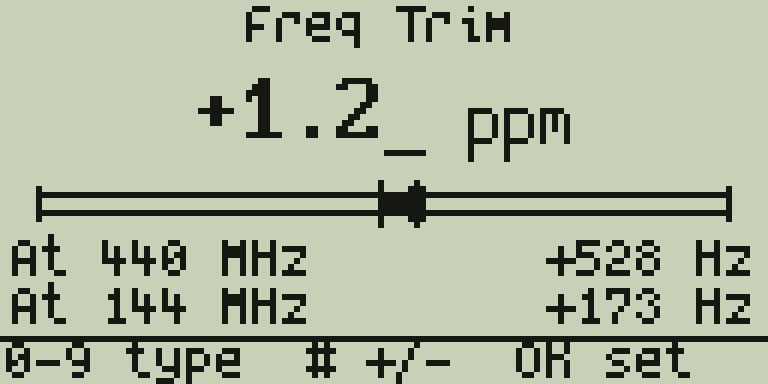 Freq Trim
+1.2_ ppm
At 440 MHz +528 Hz
At 144 MHz +173 Hz
0-9 type # +/- OK set